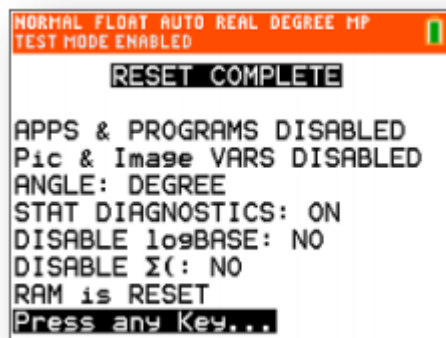 NORMAL FLOAT AUTO REAL DEGREE MP
TEST MODE ENABLED
RESET COMPLETE
APPS & PROGRAMS DISABLED
Pic & Image VARS DISABLED
ANGLE: DEGREE
STAT DIAGNOSTICS: ON
DISABLE logBASE: NO
DISABLE Σ(: NO
RAM is RESET
Press any Key...